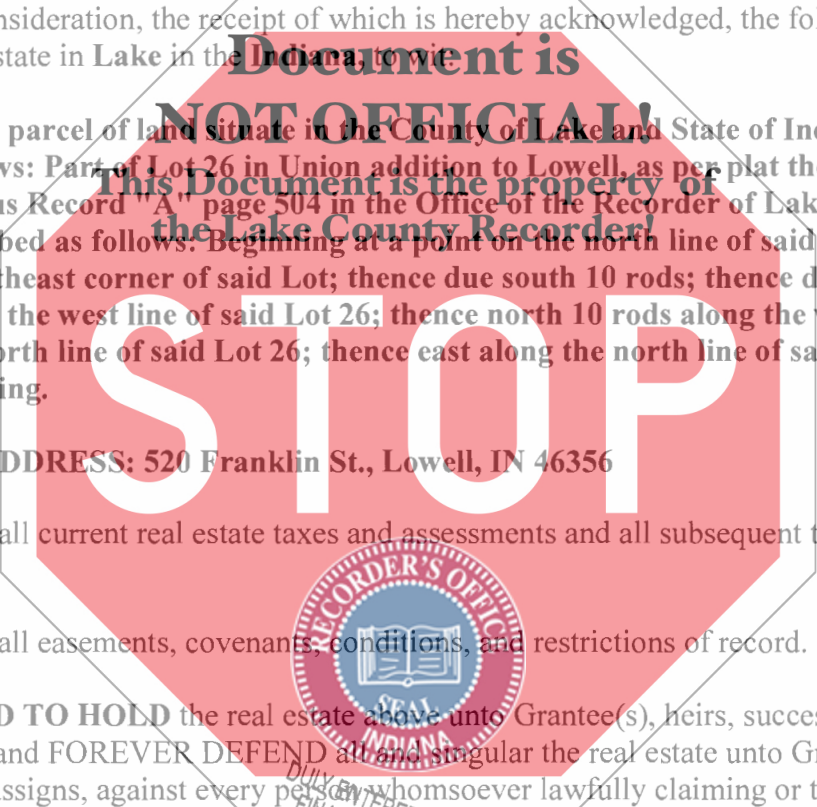 nsideration, the receipt of which is hereby acknowledged, the fol
state in Lake in the Indiana, to wit:
Document is
NOT OFFICIAL!
This Document is the property of
the Lake County Recorder!
parcel of land situate in the County of Lake and State of Ind
ws: Part of Lot 26 in Union addition to Lowell, as per plat the
us Record "A" page 504 in the Office of the Recorder of Lak
bed as follows: Beginning at a point on the north line of said
theast corner of said Lot; thence due south 10 rods; thence d
the west line of said Lot 26; thence north 10 rods along the w
orth line of said Lot 26; thence east along the north line of sa
ing.
STOP
DDRESS: 520 Franklin St., Lowell, IN 46356
all current real estate taxes and assessments and all subsequent t
RECORDER'S OFFICE
all easements, covenants, conditions, and restrictions of record.
SEAL
INDIANA
D TO HOLD the real estate above unto Grantee(s), heirs, succes
and FOREVER DEFEND all and singular the real estate unto Gr
assigns, against every person whomsoever lawfully claiming or t
DULY ENTERED